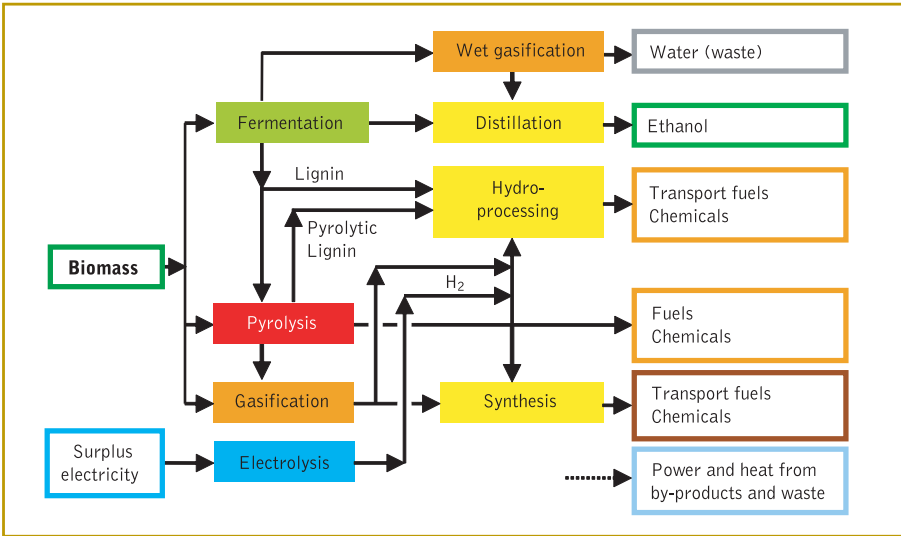 Wet gasification
Water (waste)
Fermentation
Distillation
Ethanol
Lignin
Hydro-
processing
Transport fuels
Chemicals
Pyrolytic
Lignin
Biomass
H₂
Pyrolysis
Fuels
Chemicals
Gasification
Synthesis
Transport fuels
Chemicals
Surplus
electricity
Electrolysis
Power and heat from
by-products and waste